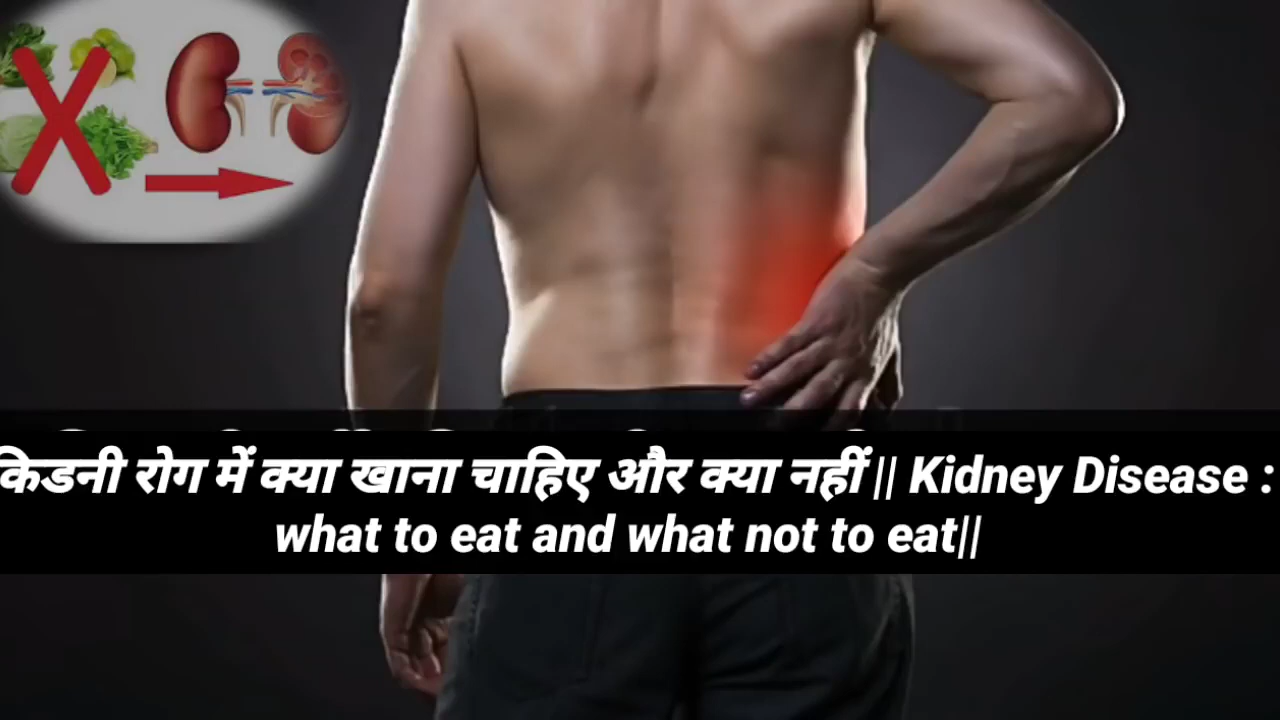 किडनी रोग में क्या खाना चाहिए और क्या नहीं || Kidney Disease :
what to eat and what not to eat||